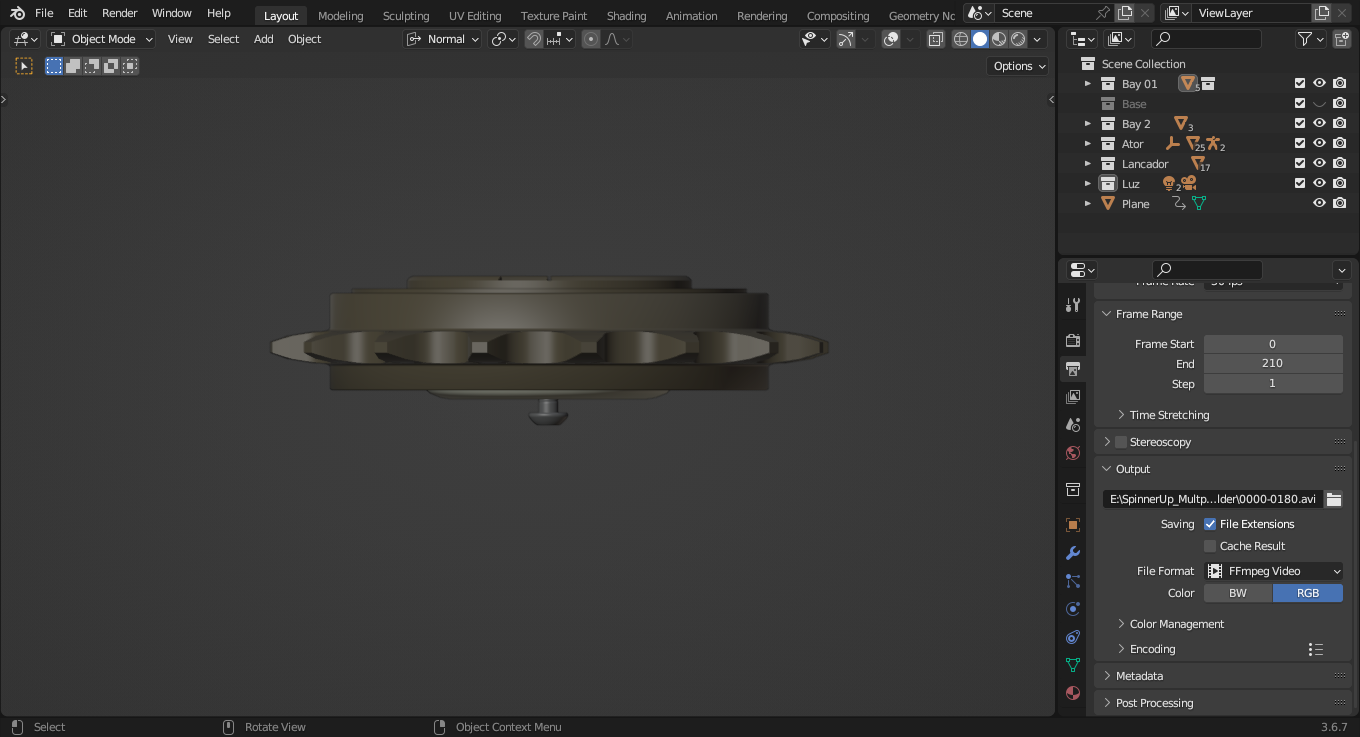 File Edit Render Window Help Layout Modeling Sculpting UV Editing Texture Paint Shading Animation Rendering Compositing Geometry Nc Scene ViewLayer
Object Mode View Select Add Object Normal
Options
Scene Collection
Bay 01 5
Base
Bay 2 3
Ator 25 2
Lancador 17
Luz 2
Plane
Frame Range
Frame Start 0
End 210
Step 1
Time Stretching
Stereoscopy
Output
E:\SpinnerUp_Multp...lder\0000-0180.avi
Saving File Extensions
Cache Result
File Format FFmpeg Video
Color BW RGB
Color Management
Encoding
Metadata
Post Processing
Select Rotate View Object Context Menu 3.6.7